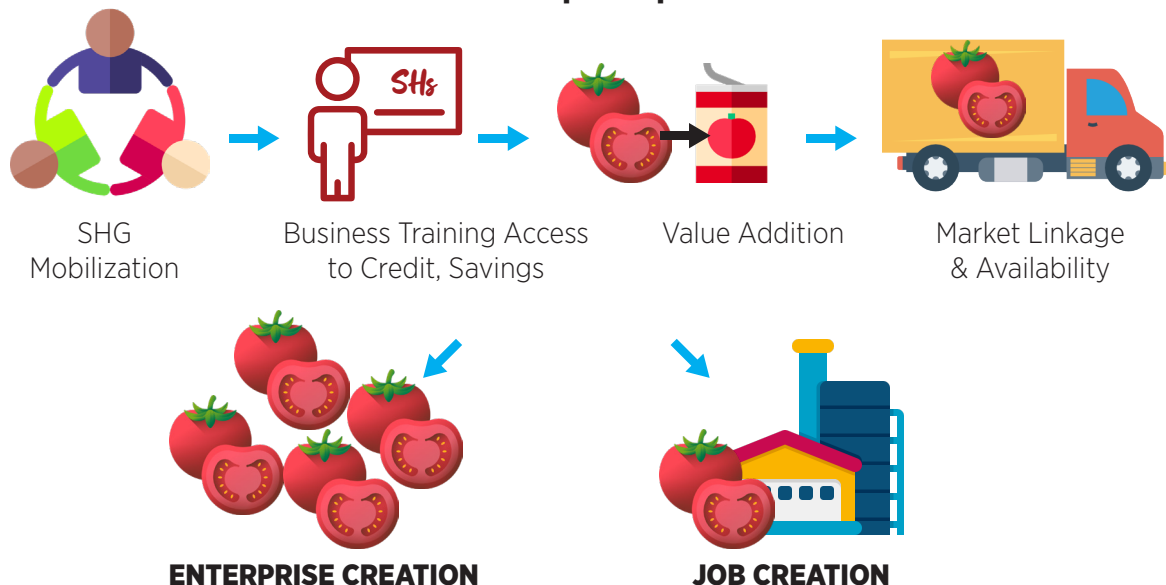 SHs
SHG
Mobilization
Business Training Access
to Credit, Savings
Value Addition
Market Linkage
& Availability
ENTERPRISE CREATION
JOB CREATION